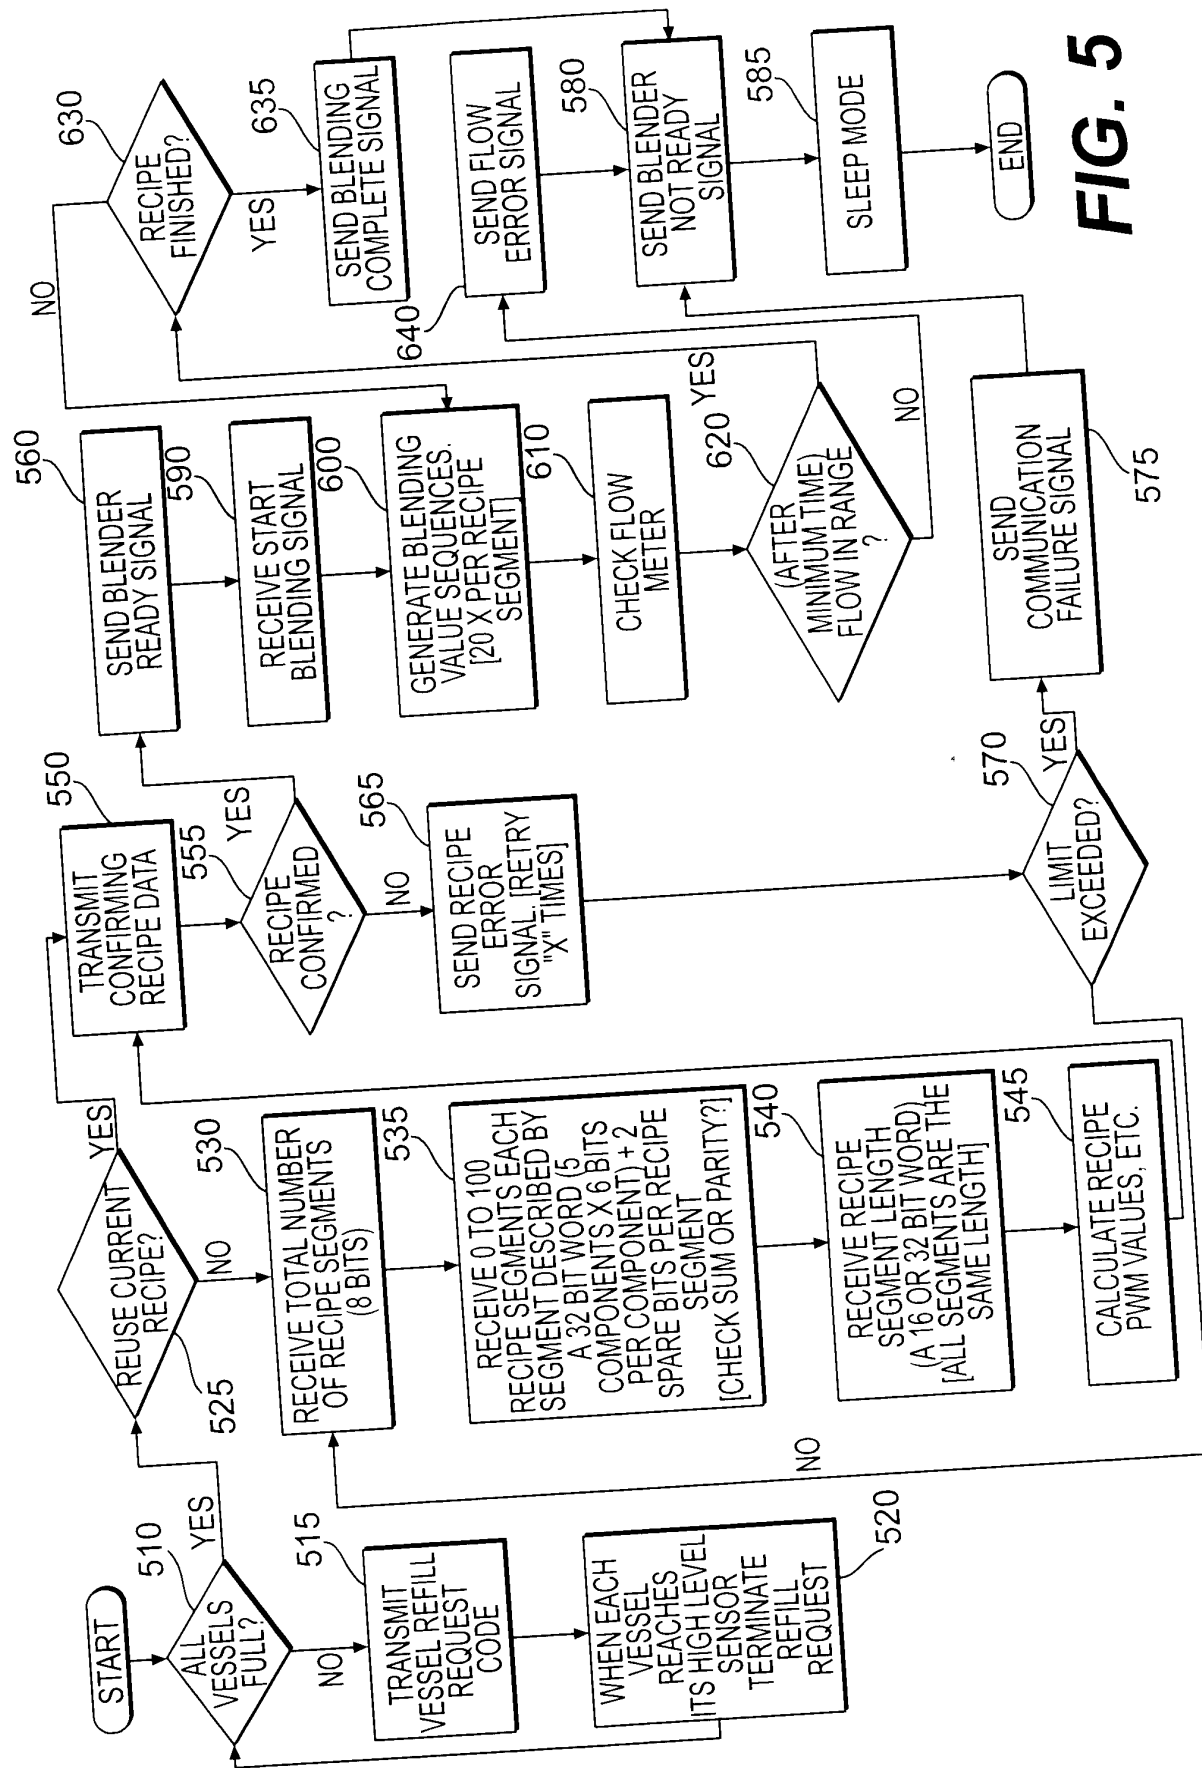 START
510
ALL
VESSELS
FULL?
YES
NO
515
TRANSMIT
VESSEL REFILL
REQUEST
CODE
520
WHEN EACH
VESSEL
REACHES
ITS HIGH LEVEL
SENSOR
TERMINATE
REFILL
REQUEST
525
REUSE CURRENT
RECIPE?
YES
NO
530
RECEIVE TOTAL NUMBER
OF RECIPE SEGMENTS
(8 BITS)
535
RECEIVE 0 TO 100
RECIPE SEGMENTS EACH
SEGMENT DESCRIBED BY
A 32 BIT WORD (5
COMPONENTS X 6 BITS
PER COMPONENT) + 2
SPARE BITS PER RECIPE
SEGMENT
[CHECK SUM OR PARITY?]
540
RECEIVE RECIPE
SEGMENT LENGTH
(A 16 OR 32 BIT WORD)
[ALL SEGMENTS ARE THE
SAME LENGTH]
545
CALCULATE RECIPE
PWM VALUES, ETC.
NO
550
TRANSMIT
CONFIRMING
RECIPE DATA
555
RECIPE
CONFIRMED
?
YES
NO
565
SEND RECIPE
ERROR
SIGNAL. [RETRY
"X" TIMES]
570
LIMIT
EXCEEDED?
YES
560
SEND BLENDER
READY SIGNAL
590
RECEIVE START
BLENDING SIGNAL
600
GENERATE BLENDING
VALUE SEQUENCES.
[20 X PER RECIPE
SEGMENT]
610
CHECK FLOW
METER
620
(AFTER
MINIMUM TIME)
FLOW IN RANGE
?
YES
NO
SEND
COMMUNICATION
FAILURE SIGNAL
575
630
RECIPE
FINISHED?
NO
YES
635
SEND BLENDING
COMPLETE SIGNAL
640
SEND FLOW
ERROR SIGNAL
580
SEND BLENDER
NOT READY
SIGNAL
585
SLEEP MODE
END
FIG. 5